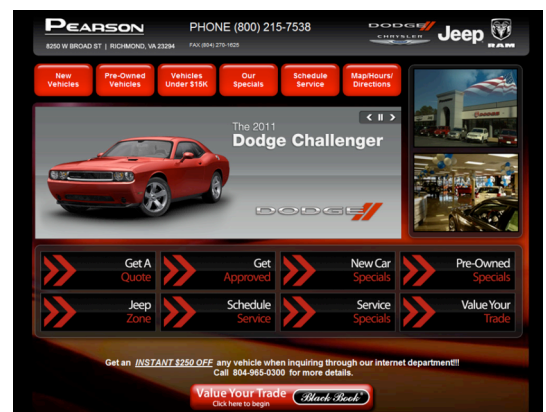 PEARSON
8250 W BROAD ST | RICHMOND, VA 23294
PHONE (800) 215-7538
FAX (804) 270-1625
DODGE
CHRYSLER
Jeep
RAM
New
Vehicles
Pre-Owned
Vehicles
Vehicles
Under $15K
Our
Specials
Schedule
Service
Map/Hours/
Directions
The 2011
Dodge Challenger
DODGE
Get A
Quote
Get
Approved
New Car
Specials
Pre-Owned
Specials
Jeep
Zone
Schedule
Service
Service
Specials
Value Your
Trade
Get an INSTANT $250 OFF any vehicle when inquiring through our internet department!!!
Call 804-965-0300 for more details.
Value Your Trade
Click here to begin
Black Book